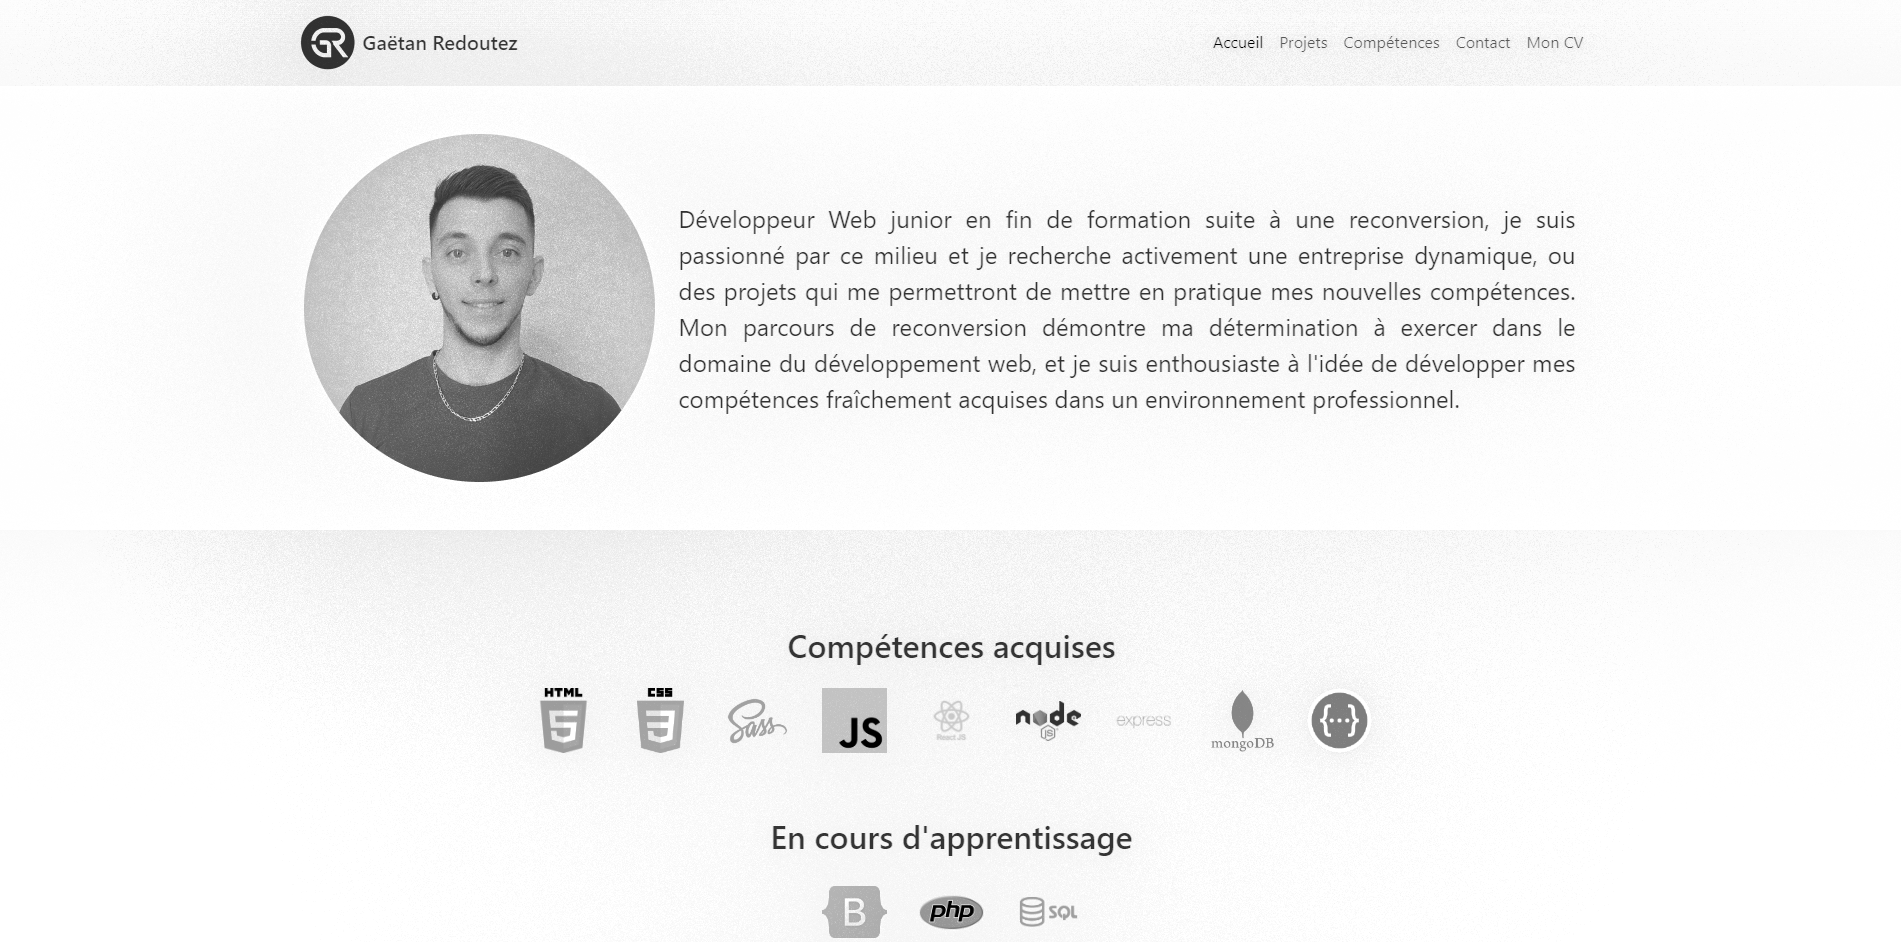 GR Gaëtan Redoutez
Accueil Projets Compétences Contact Mon CV
Développeur Web junior en fin de formation suite à une reconversion, je suis
passionné par ce milieu et je recherche activement une entreprise dynamique, ou
des projets qui me permettront de mettre en pratique mes nouvelles compétences.
Mon parcours de reconversion démontre ma détermination à exercer dans le
domaine du développement web, et je suis enthousiaste à l'idée de développer mes
compétences fraîchement acquises dans un environnement professionnel.
Compétences acquises
HTML 5 CSS 3 Sass JS React JS node JS express mongoDB {···}
En cours d'apprentissage
B php SQL